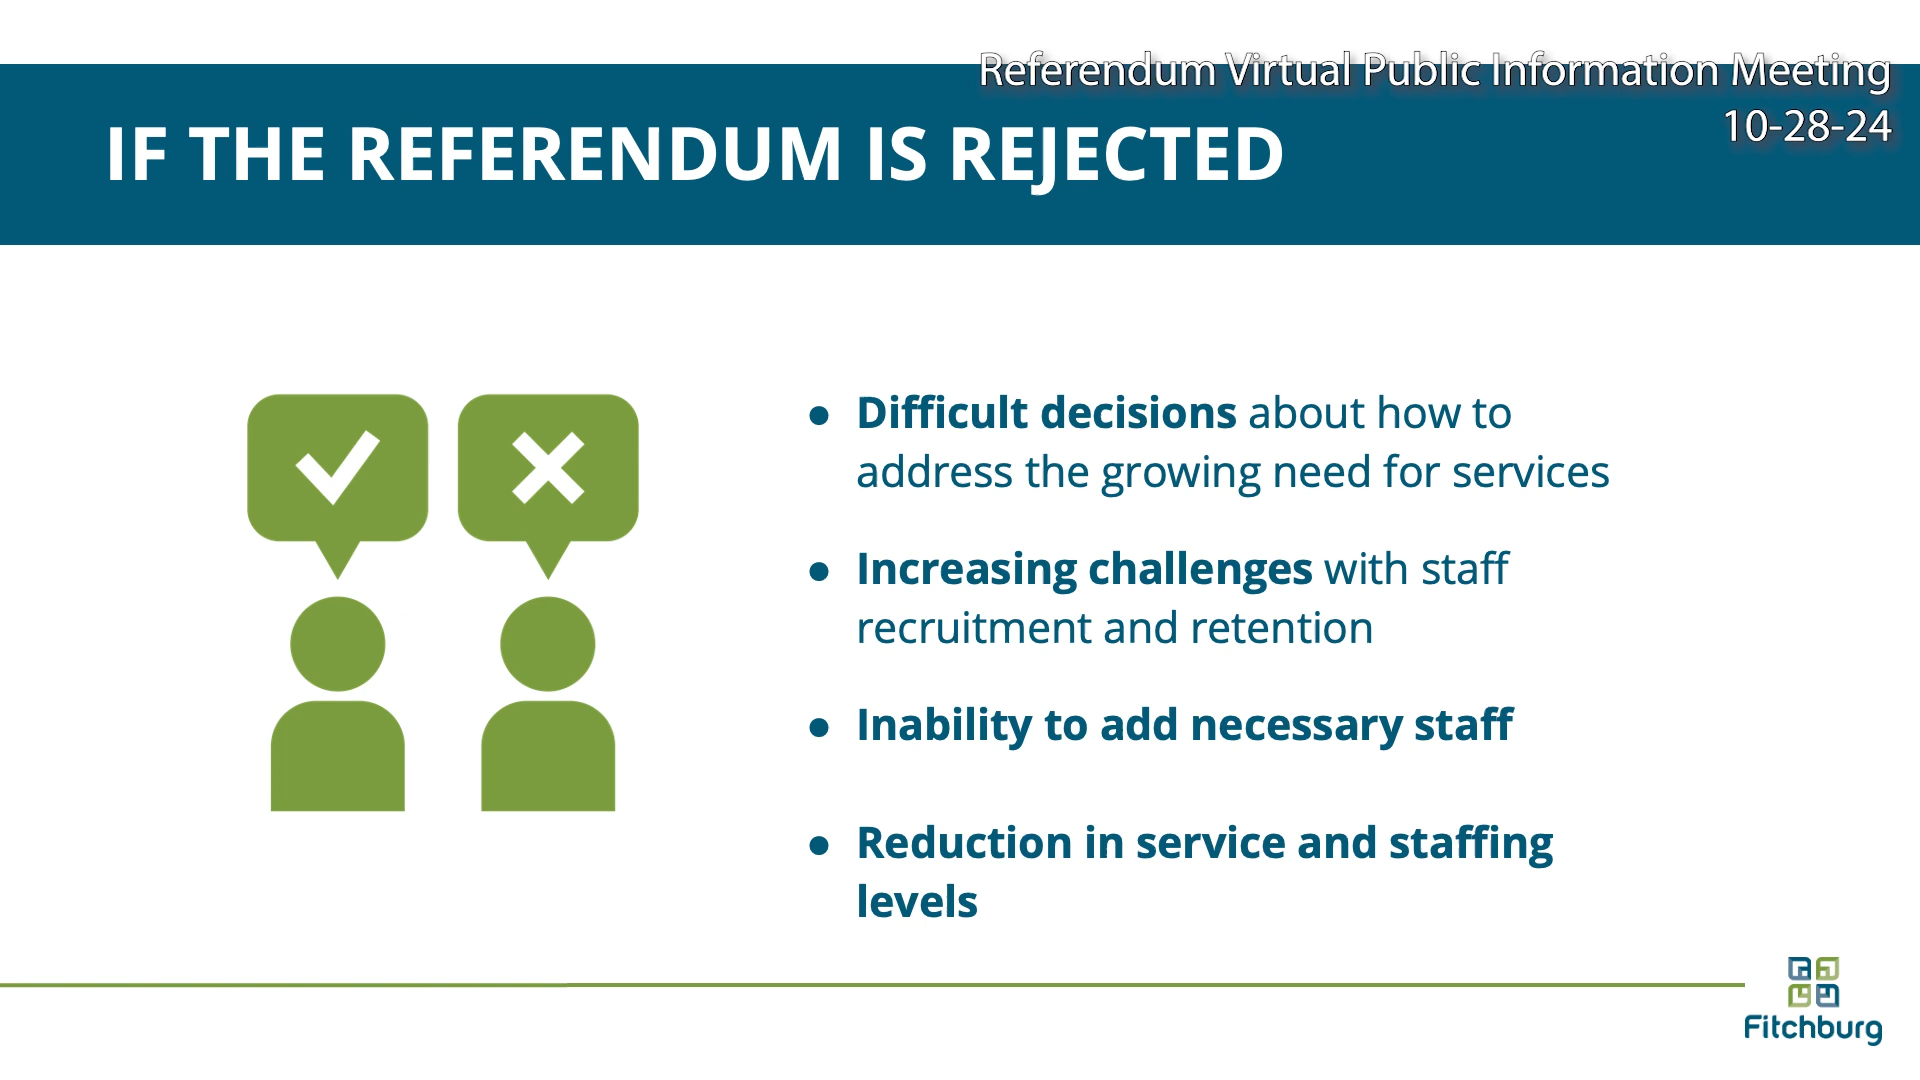 Referendum Virtual Public Information Meeting
10-28-24
IF THE REFERENDUM IS REJECTED
● Difficult decisions about how to
address the growing need for services
● Increasing challenges with staff
recruitment and retention
● Inability to add necessary staff
● Reduction in service and staffing
levels
Fitchburg